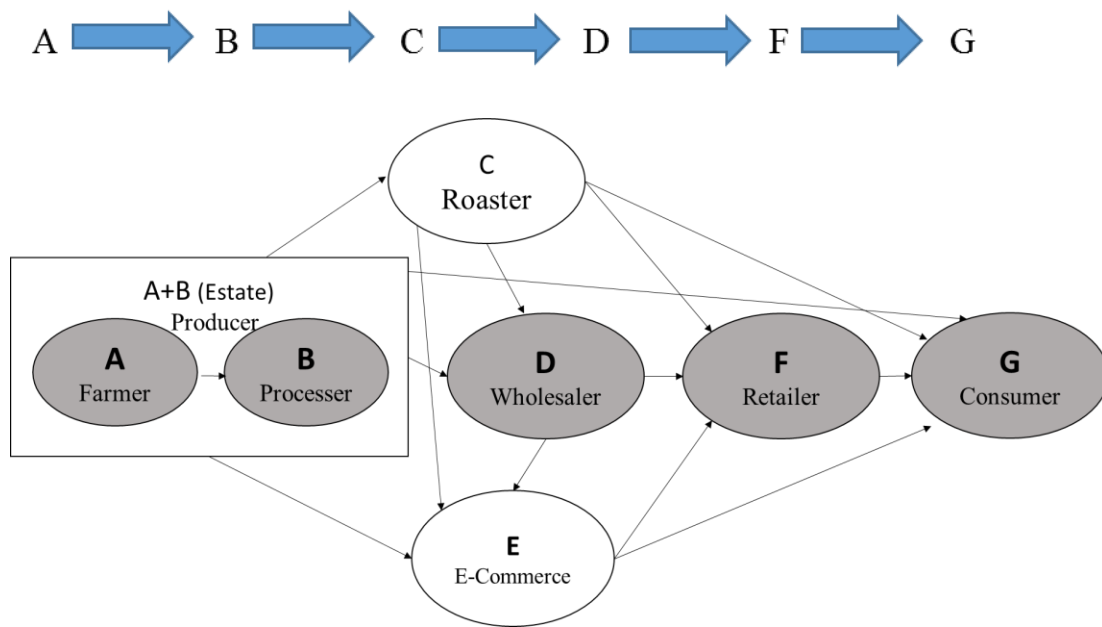 A B C D F G
C
Roaster
A+B (Estate)
Producer
A
Farmer
B
Processer
D
Wholesaler
F
Retailer
G
Consumer
E
E-Commerce